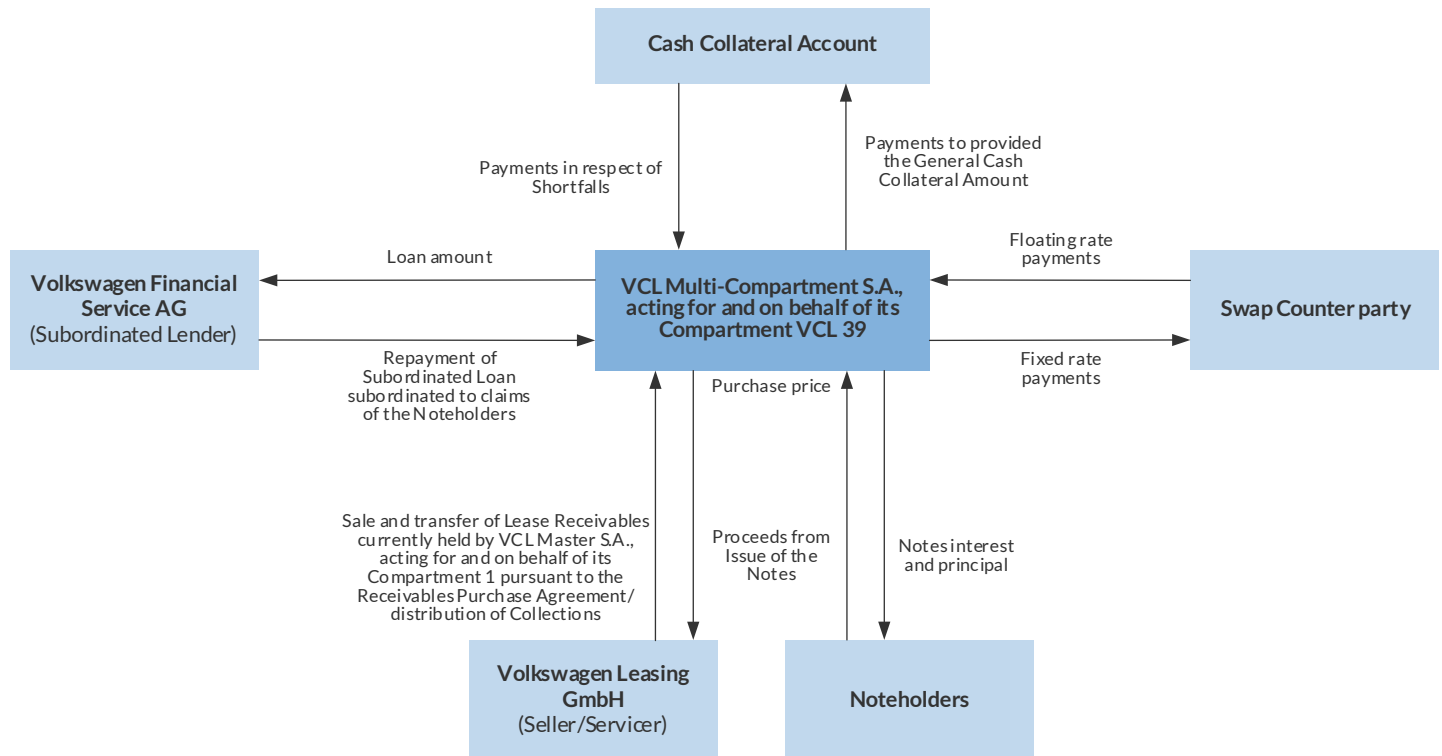 Cash Collateral Account
Payments in respect of
Shortfalls
Payments to provided
the General Cash
Collateral Amount
Volkswagen Financial
Service AG
(Subordinated Lender)
Loan amount
Repayment of
Subordinated Loan
subordinated to claims
of the Noteholders
VCL Multi-Compartment S.A.,
acting for and on behalf of its
Compartment VCL 39
Floating rate
payments
Fixed rate
payments
Swap Counter party
Purchase price
Sale and transfer of Lease Receivables
currently held by VCL Master S.A.,
acting for and on behalf of its
Compartment 1 pursuant to the
Receivables Purchase Agreement/
distribution of Collections
Proceeds from
Issue of the
Notes
Notes interest
and principal
Volkswagen Leasing
GmbH
(Seller/Servicer)
Noteholders